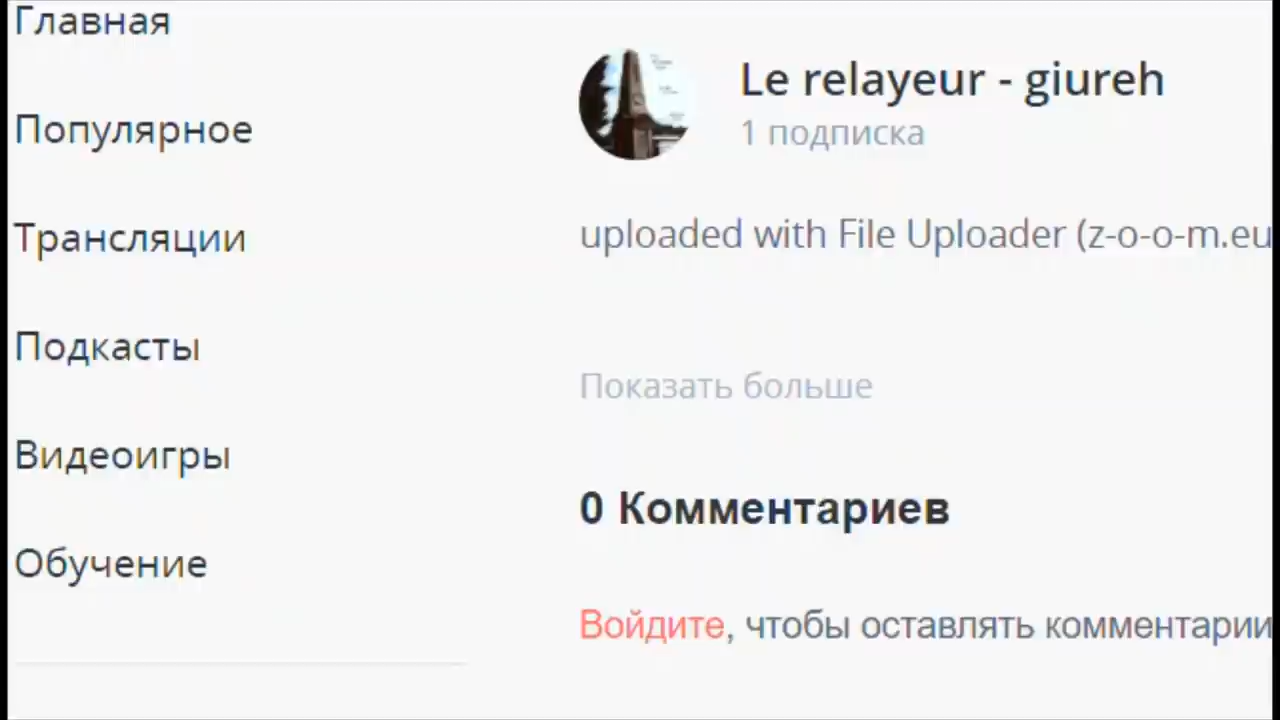 Главная
Популярное
Трансляции
Подкасты
Видеоигры
Обучение
Le relayeur - giureh
1 подписка
uploaded with File Uploader (z-o-o-m.eu
Показать больше
0 Комментариев
Войдите, чтобы оставлять комментарии